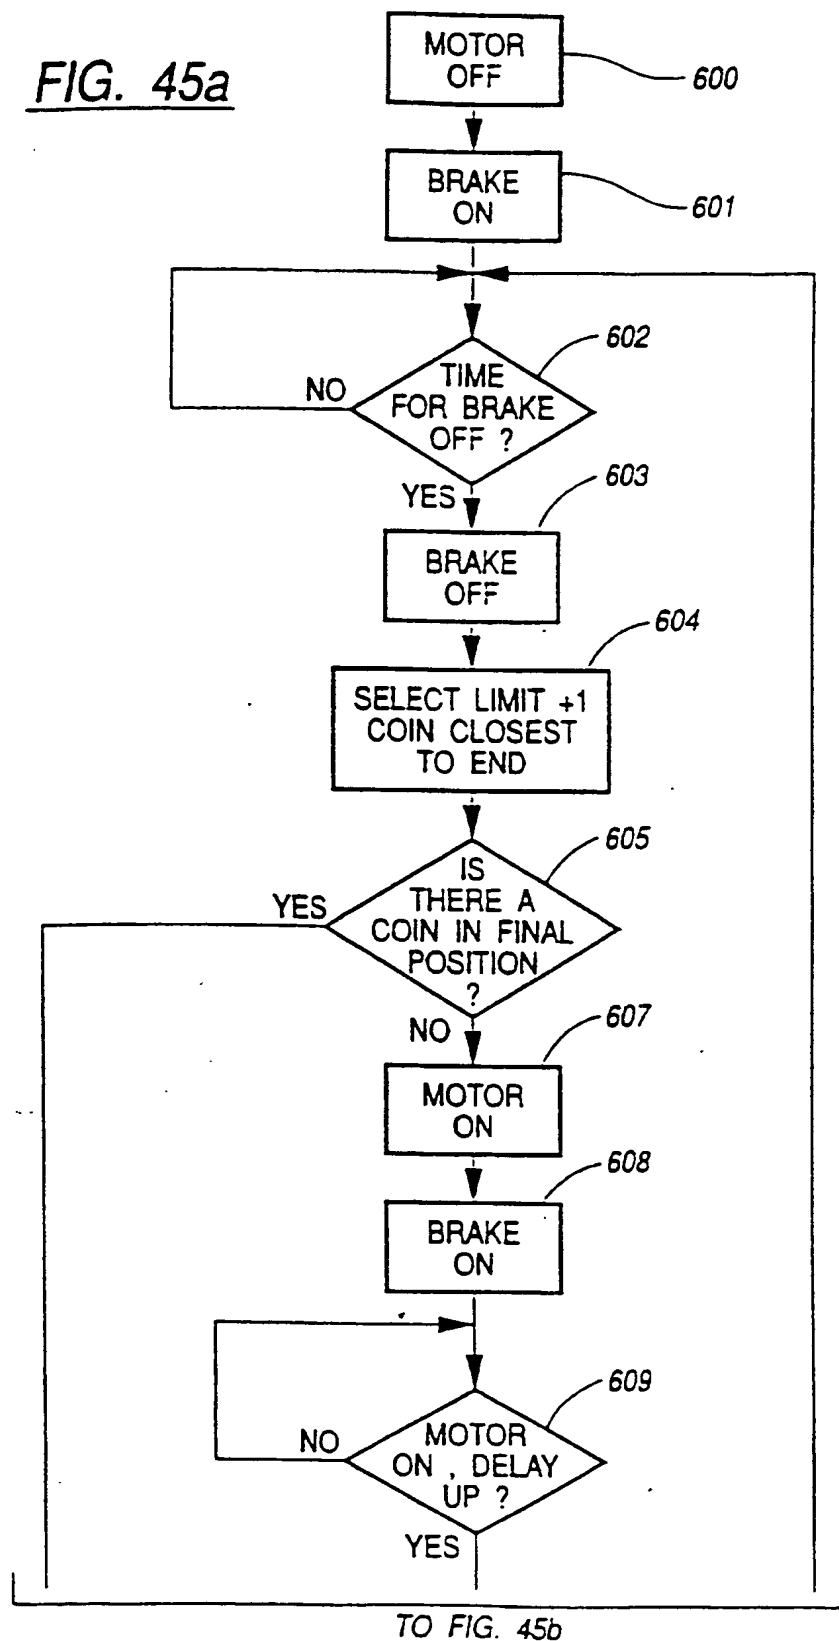 FIG. 45a
MOTOR
OFF
600
BRAKE
ON
601
602
TIME
FOR BRAKE
OFF ?
NO
YES
603
BRAKE
OFF
604
SELECT LIMIT +1
COIN CLOSEST
TO END
605
IS
THERE A
COIN IN FINAL
POSITION
?
YES
NO
607
MOTOR
ON
608
BRAKE
ON
609
MOTOR
ON , DELAY
UP ?
NO
YES
TO FIG. 45b